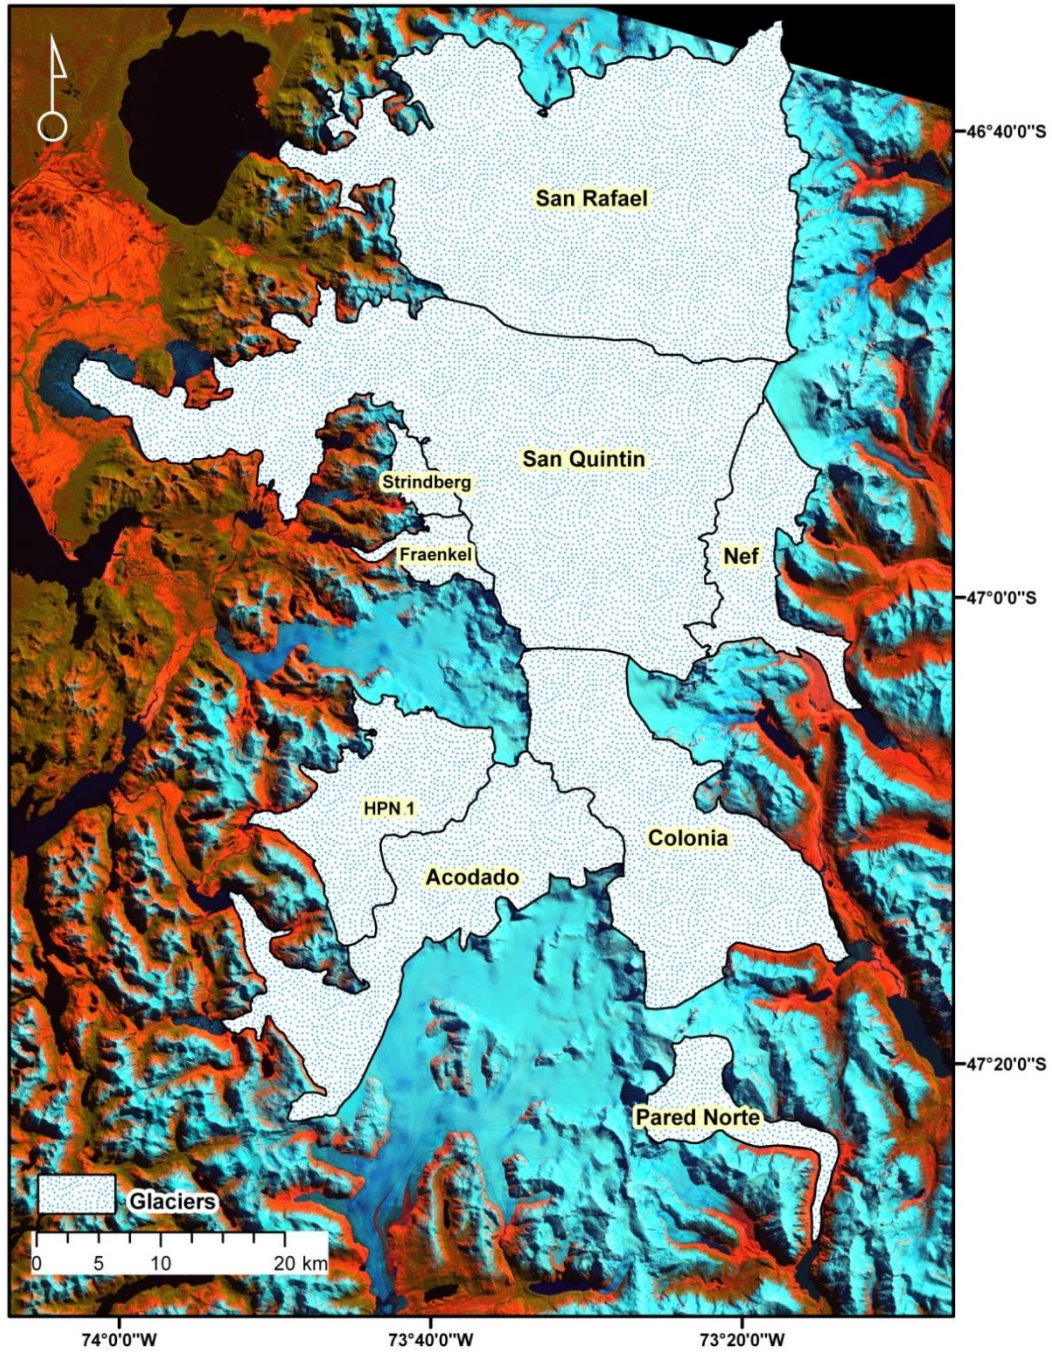 46°40'0"S
San Rafael
San Quintin
Strindberg
Fraenkel
Nef
47°0'0"S
HPN 1
Colonia
Acodado
47°20'0"S
Pared Norte
Glaciers
0 5 10 20 km
74°0'0"W 73°40'0"W 73°20'0"W